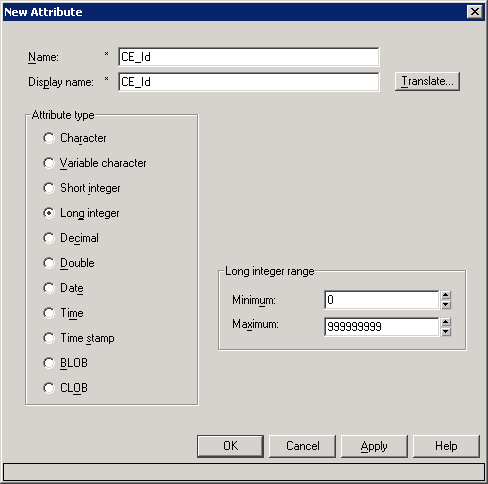 New Attribute
Name: * CE_Id
Display name: * CE_Id Translate...
Attribute type
Character
Variable character
Short integer
Long integer
Decimal
Double
Date
Time
Time stamp
BLOB
CLOB
Long integer range
Minimum: 0
Maximum: 999999999
OK Cancel Apply Help